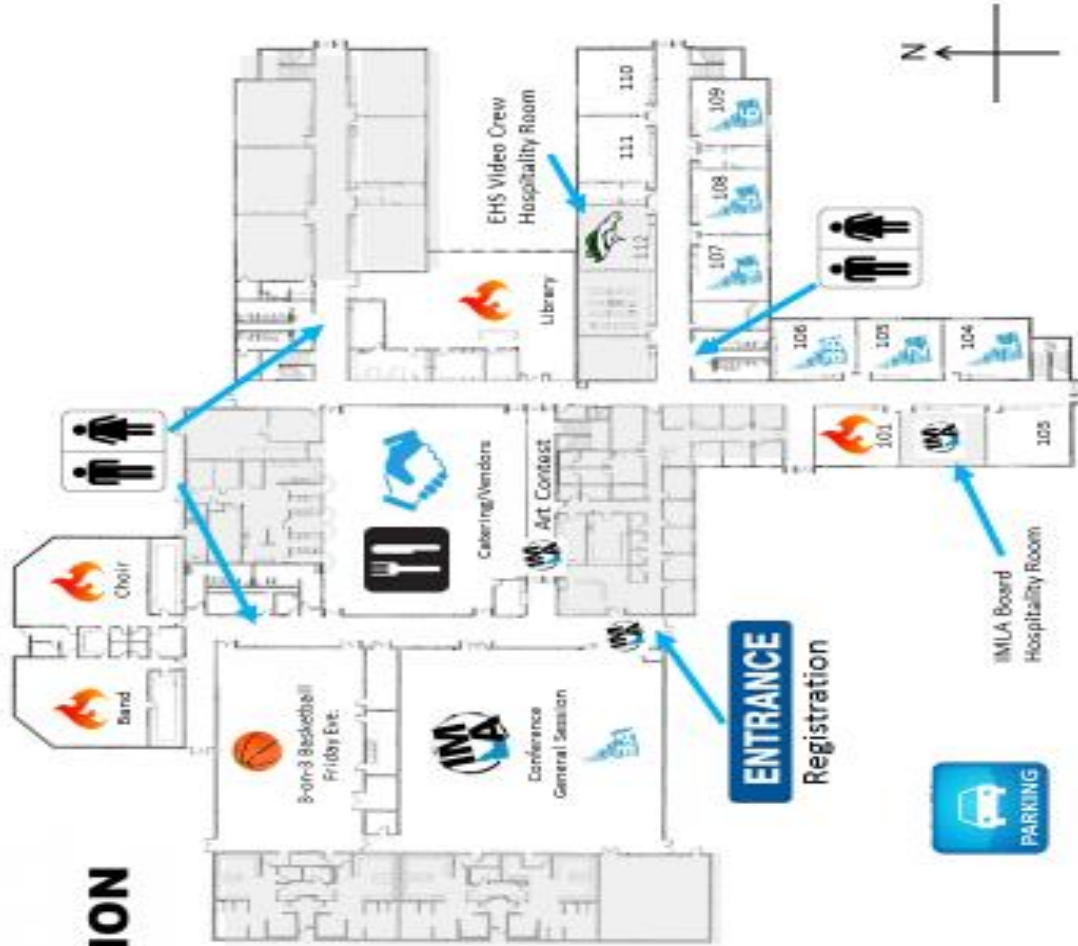 ION
Band
Choir
3-on-3 Basketball
Friday Eve.
IM
LA
Conference
General Session
Catering/Vendors
Art Contest
Library
EHS Video Crew
Hospitality Room
112
111
110
109
108
107
106
105
104
101
103
IMLA Board
Hospitality Room
ENTRANCE
Registration
PARKING
N